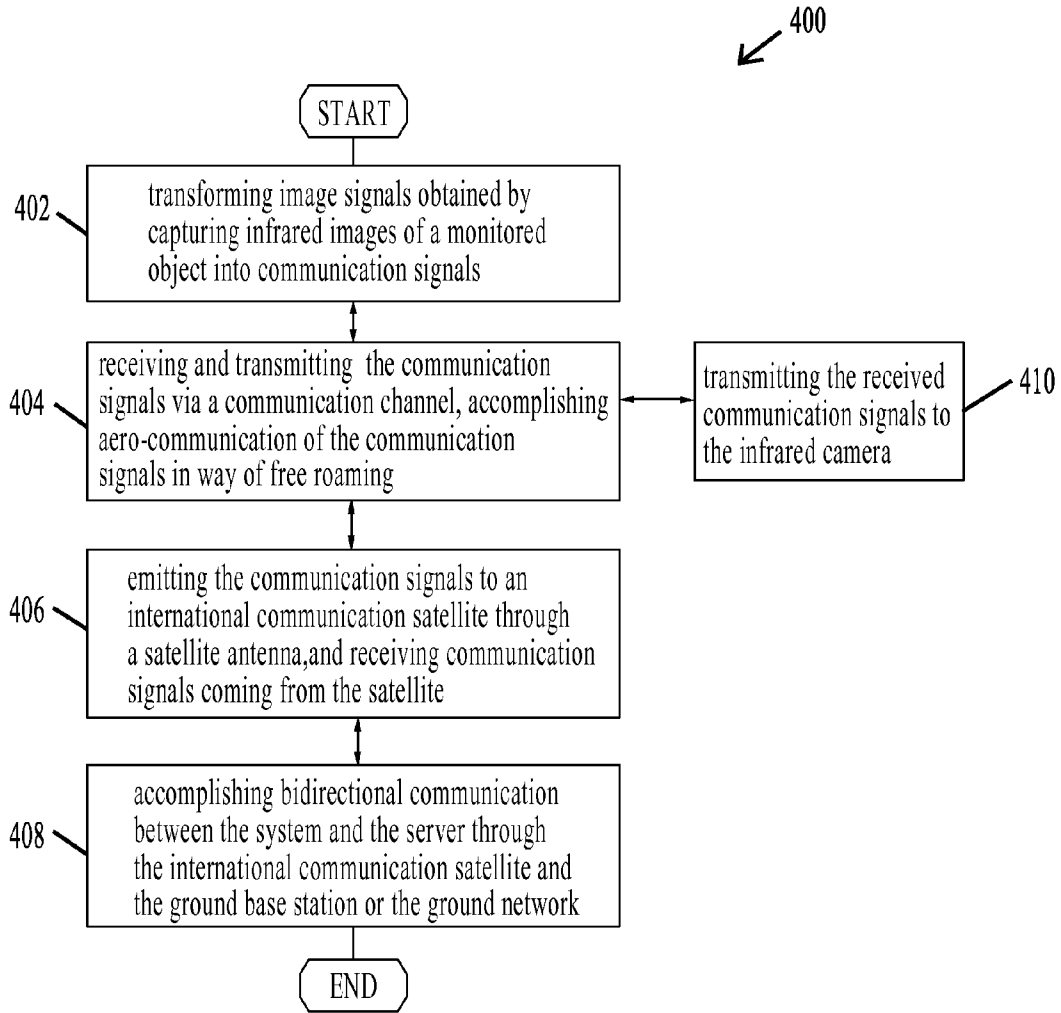 400
START
402
transforming image signals obtained by
capturing infrared images of a monitored
object into communication signals
404
receiving and transmitting the communication
signals via a communication channel, accomplishing
aero-communication of the communication
signals in way of free roaming
transmitting the received
communication signals to
the infrared camera
410
406
emitting the communication signals to an
international communication satellite through
a satellite antenna,and receiving communication
signals coming from the satellite
408
accomplishing bidirectional communication
between the system and the server through
the international communication satellite and
the ground base station or the ground network
END